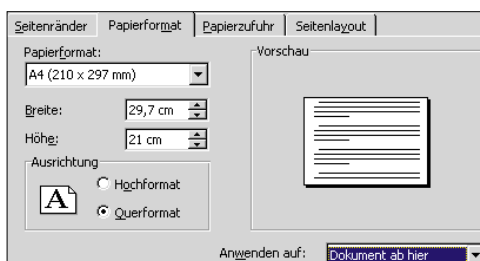 Seitenränder Papierformat Papierzufuhr Seitenlayout
Papierformat:
A4 (210 x 297 mm)
Breite: 29,7 cm
Höhe: 21 cm
Ausrichtung
A
Hochformat
Querformat
Vorschau
Anwenden auf: Dokument ab hier